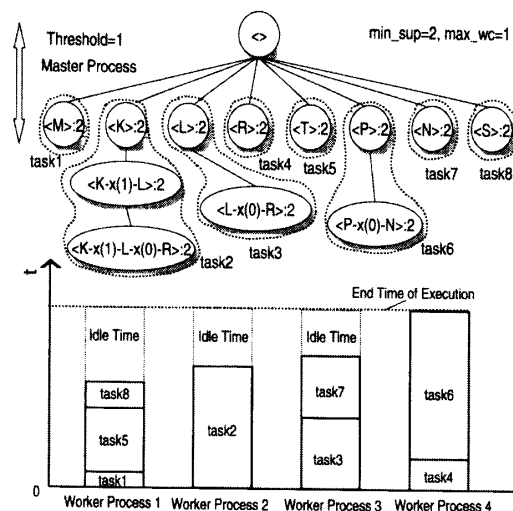 Threshold=1
Master Process
<>
min_sup=2, max_wc=1
<M>:2
<K>:2
<L>:2
<R>:2
<T>:2
<P>:2
<N>:2
<S>:2
task1
task4
task5
task7
task8
<K-x(1)-L>:2
<L-x(0)-R>:2
<P-x(0)-N>:2
<K-x(1)-L-x(0)-R>:2
task2
task3
task6
t
End Time of Execution
Idle Time
Idle Time
Idle Time
task8
task5
task1
task2
task7
task3
task6
task4
0
Worker Process 1
Worker Process 2
Worker Process 3
Worker Process 4